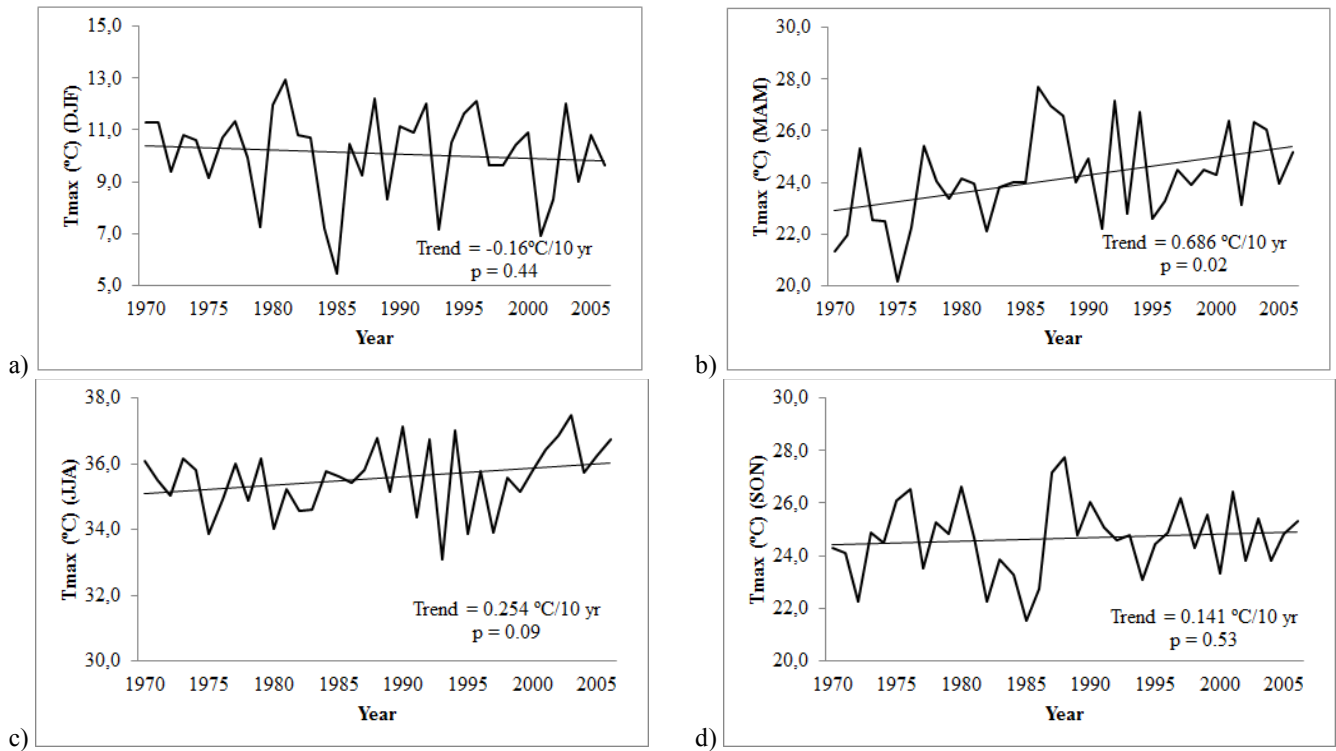 15,0
13,0
11,0
9,0
7,0
5,0
Tmax (ºC) (DJF)
Trend = -0.16ºC/10 yr
p = 0.44
1970 1975 1980 1985 1990 1995 2000 2005
Year
a)
30,0
28,0
26,0
24,0
22,0
20,0
Tmax (ºC) (MAM)
Trend = 0.686 ºC/10 yr
p = 0.02
1970 1975 1980 1985 1990 1995 2000 2005
Year
b)
38,0
36,0
34,0
32,0
30,0
Tmax (ºC) (JJA)
Trend = 0.254 ºC/10 yr
p = 0.09
1970 1975 1980 1985 1990 1995 2000 2005
Year
c)
30,0
28,0
26,0
24,0
22,0
20,0
Tmax (ºC) (SON)
Trend = 0.141 ºC/10 yr
p = 0.53
1970 1975 1980 1985 1990 1995 2000 2005
Year
d)